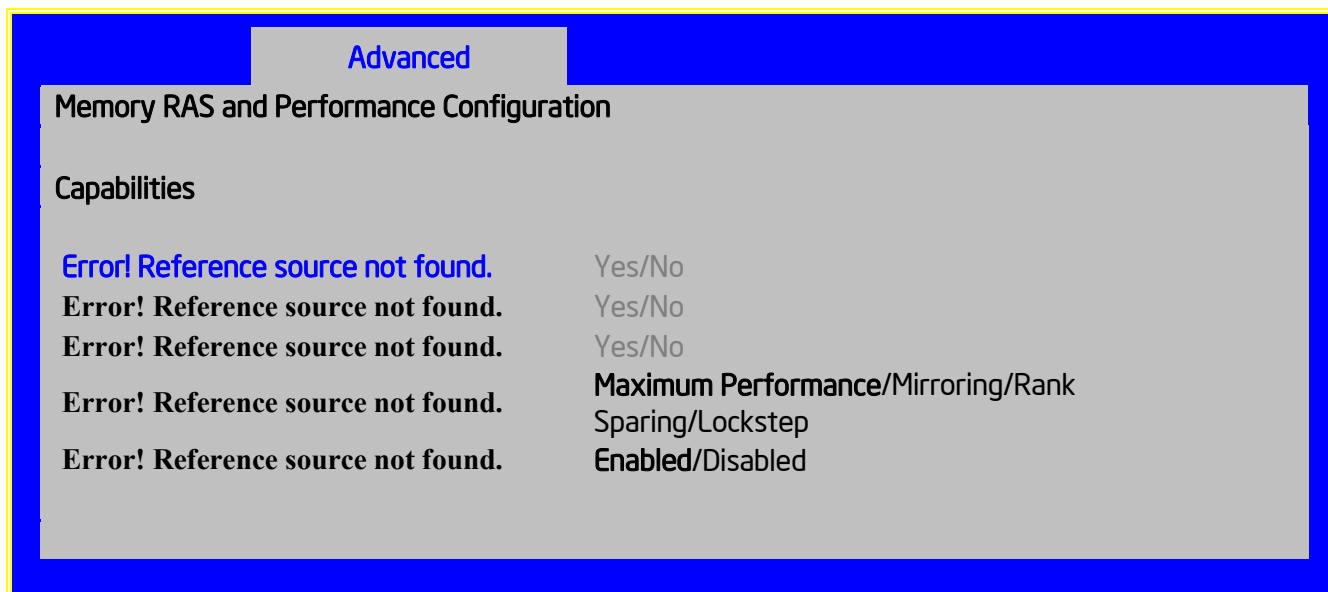 Advanced
Memory RAS and Performance Configuration
Capabilities
Error! Reference source not found. Yes/No
Error! Reference source not found. Yes/No
Error! Reference source not found. Yes/No
Error! Reference source not found. Maximum Performance/Mirroring/Rank
Sparing/Lockstep
Error! Reference source not found. Enabled/Disabled